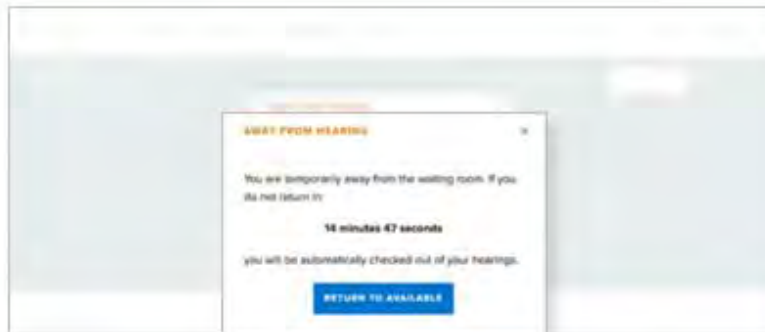 AWAY FROM HEARING
You are temporarily away from the waiting room. If you
do not return in:
14 minutes 47 seconds
you will be automatically checked out of your hearings.
RETURN TO AVAILABLE